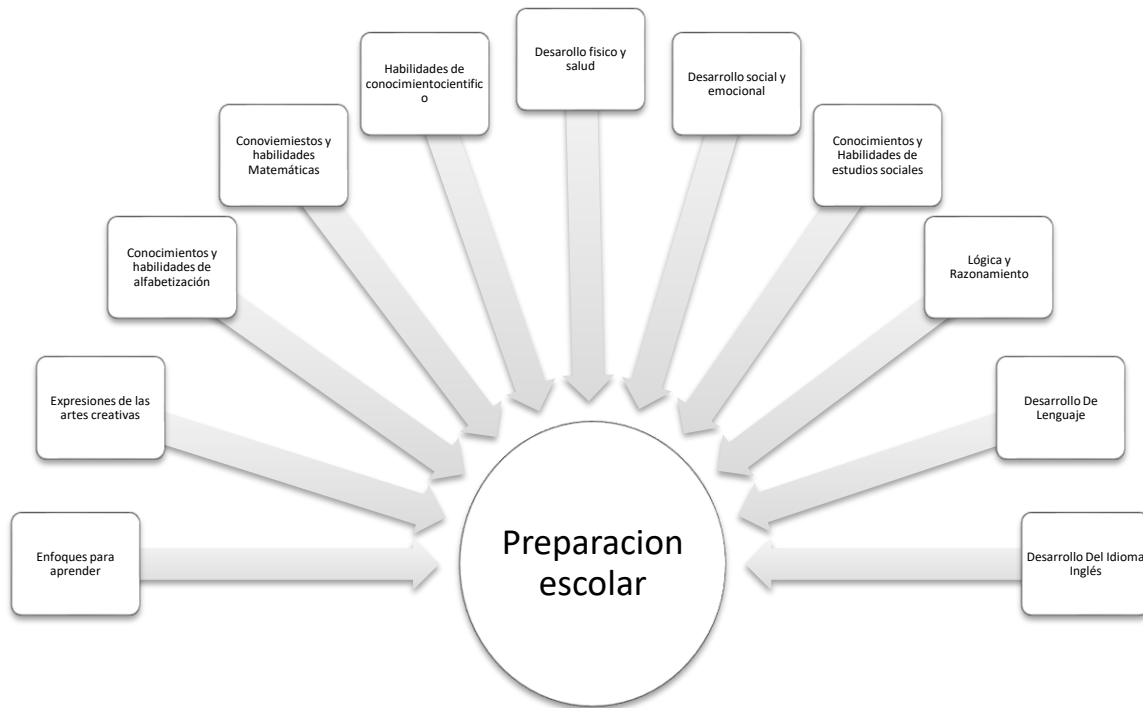 Desarollo fisico y
salud
Habilidades de
conocimientocientific
o
Desarrollo social y
emocional
Conoviemiestos y
habilidades
Matemáticas
Conocimientos y
Habilidades de
estudios sociales
Conocimientos y
habilidades de
alfabetización
Lógica y
Razonamiento
Expresiones de las
artes creativas
Desarrollo De
Lenguaje
Enfoques para
aprender
Desarrollo Del Idioma
Inglés
Preparacion
escolar